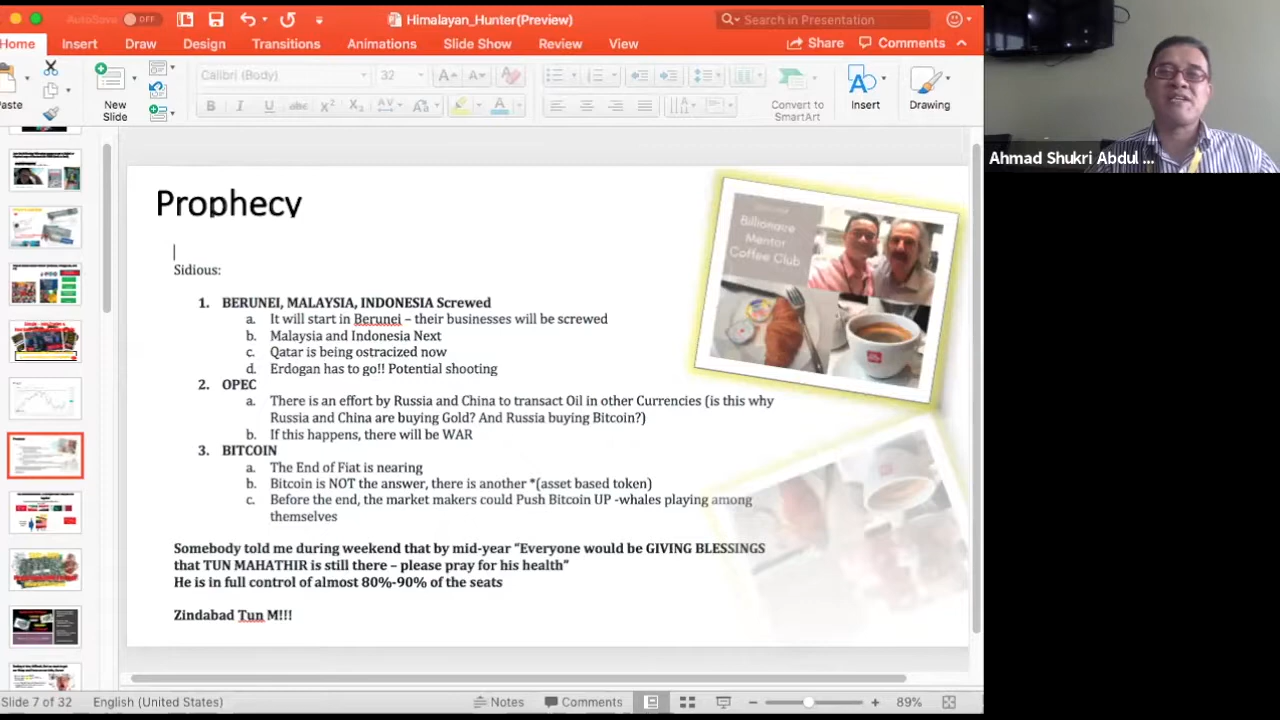 AutoSave OFF
Himalayan_Hunter(Preview)
Search in Presentation
Home Insert Draw Design Transitions Animations Slide Show Review View
Share Comments
Paste
New
Slide
Calibri (Body) 32
Convert to
SmartArt
Insert
Drawing
Ahmad Shukri Abdul ...
Prophecy
Billionaire
Mentor
Coffee Club
illy
Sidious:
1. BERUNEI, MALAYSIA, INDONESIA Screwed
a. It will start in Berunei – their businesses will be screwed
b. Malaysia and Indonesia Next
c. Qatar is being ostracized now
d. Erdogan has to go!! Potential shooting
2. OPEC
a. There is an effort by Russia and China to transact Oil in other Currencies (is this why
Russia and China are buying Gold? And Russia buying Bitcoin?)
b. If this happens, there will be WAR
3. BITCOIN
a. The End of Fiat is nearing
b. Bitcoin is NOT the answer, there is another *(asset based token)
c. Before the end, the market makers could Push Bitcoin UP -whales playing among
themselves
Somebody told me during weekend that by mid-year “Everyone would be GIVING BLESSINGS
that TUN MAHATHIR is still there – please pray for his health”
He is in full control of almost 80%-90% of the seats
Zindabad Tun M!!!
Slide 7 of 32 English (United States) Notes Comments 89%